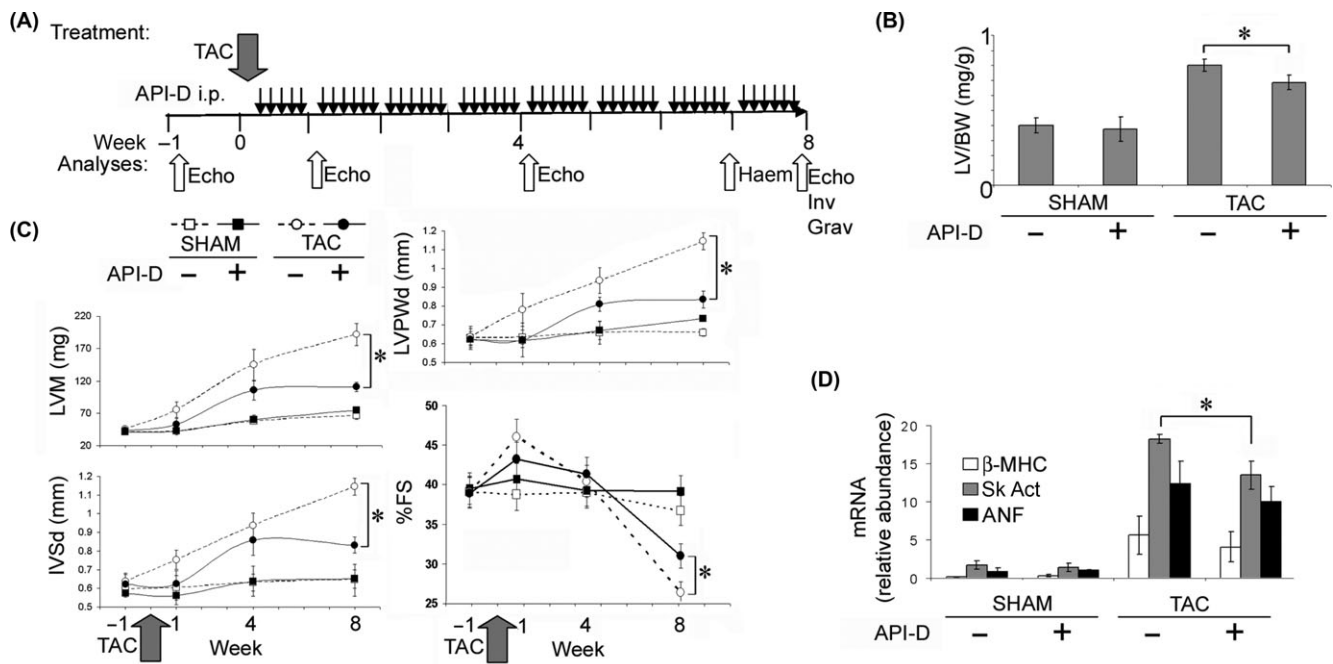 (A)
Treatment:
TAC
API-D i.p.
Week
−1 0 4 8
Analyses:
Echo Echo Echo Haem Echo
Inv
Grav
(B)
LV/BW (mg/g)
1
1
*
SHAM TAC
API-D − + − +
(C)
SHAM TAC
API-D − + − +
LVM (mg)
220
170
120
70
20
*
LVPWd (mm)
1.2
1.1
1
0.9
0.8
0.7
0.6
0.5
*
IVSd (mm)
1.2
1.1
1
0.9
0.8
0.7
0.6
0.5
*
−1 1 4 8
TAC Week
%FS
50
45
40
35
30
25
*
−1 1 4 8
TAC Week
(D)
mRNA
(relative abundance)
20
15
10
5
0
β-MHC
Sk Act
ANF
*
SHAM TAC
API-D − + − +